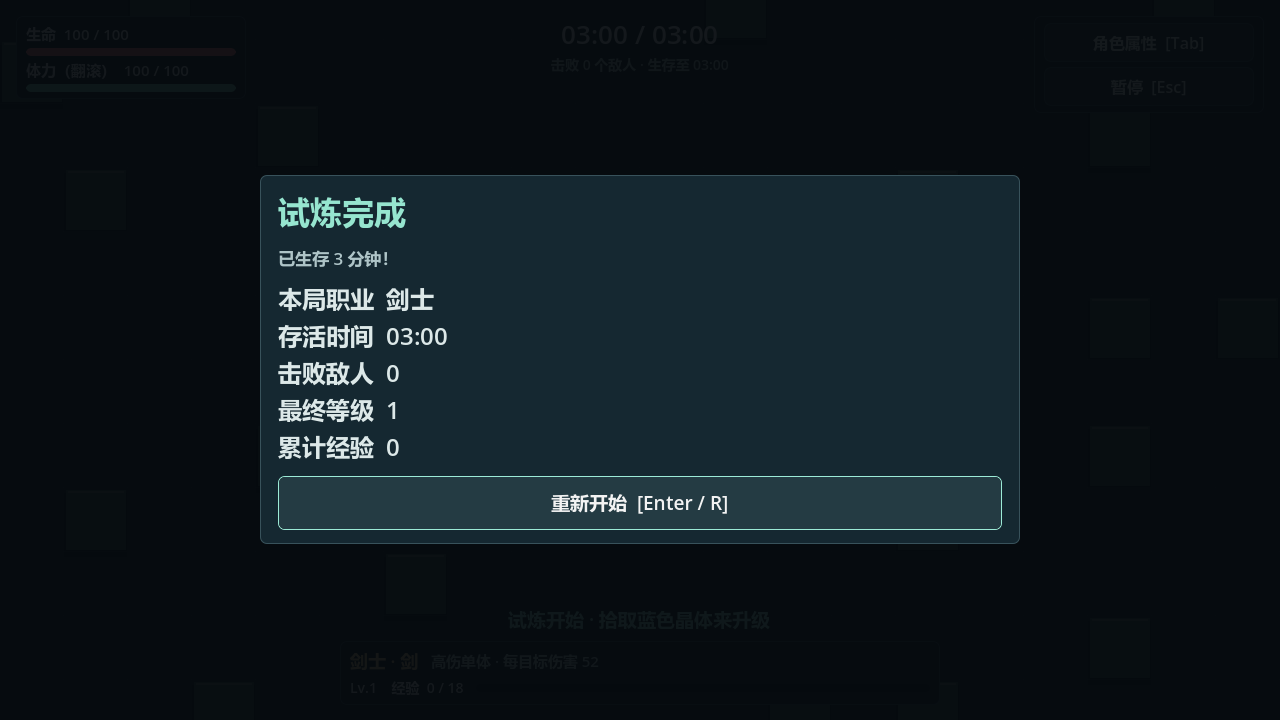 生命 100 / 100
体力（翻滚） 100 / 100
03:00 / 03:00
击败 0 个敌人 · 生存至 03:00
角色属性 [Tab]
暂停 [Esc]
试炼完成
已生存 3 分钟！
本局职业 剑士
存活时间 03:00
击败敌人 0
最终等级 1
累计经验 0
重新开始 [Enter / R]
试炼开始 · 拾取蓝色晶体来升级
剑士 · 剑 高伤单体 · 每目标伤害 52
Lv.1 经验 0 / 18